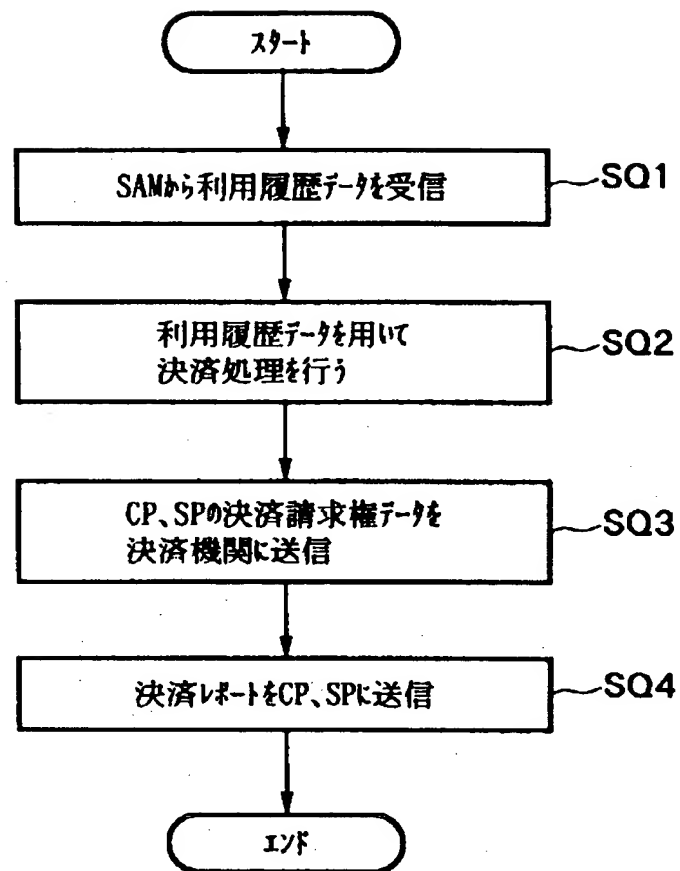 スタート
SAMから利用履歴データを受信
SQ1
利用履歴データを用いて
決済処理を行う
SQ2
CP、SPの決済請求権データを
決済機関に送信
SQ3
決済レポートをCP、SPに送信
SQ4
エンド